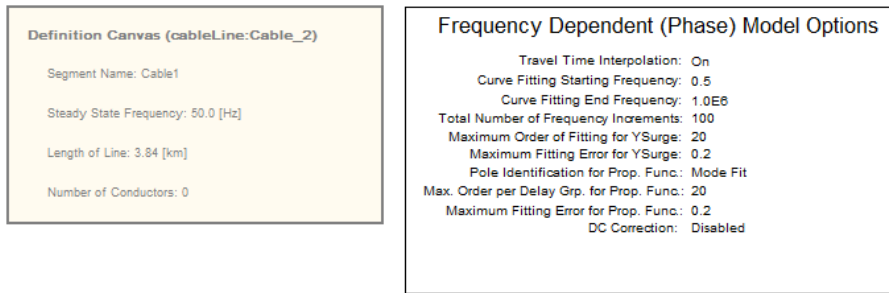 Definition Canvas (cableLine:Cable_2)
Segment Name: Cable1
Steady State Frequency: 50.0 [Hz]
Length of Line: 3.84 [km]
Number of Conductors: 0
Frequency Dependent (Phase) Model Options
Travel Time Interpolation: On
Curve Fitting Starting Frequency: 0.5
Curve Fitting End Frequency: 1.0E6
Total Number of Frequency Increments: 100
Maximum Order of Fitting for YSurge: 20
Maximum Fitting Error for YSurge: 0.2
Pole Identification for Prop. Func.: Mode Fit
Max. Order per Delay Grp. for Prop. Func.: 20
Maximum Fitting Error for Prop. Func.: 0.2
DC Correction: Disabled